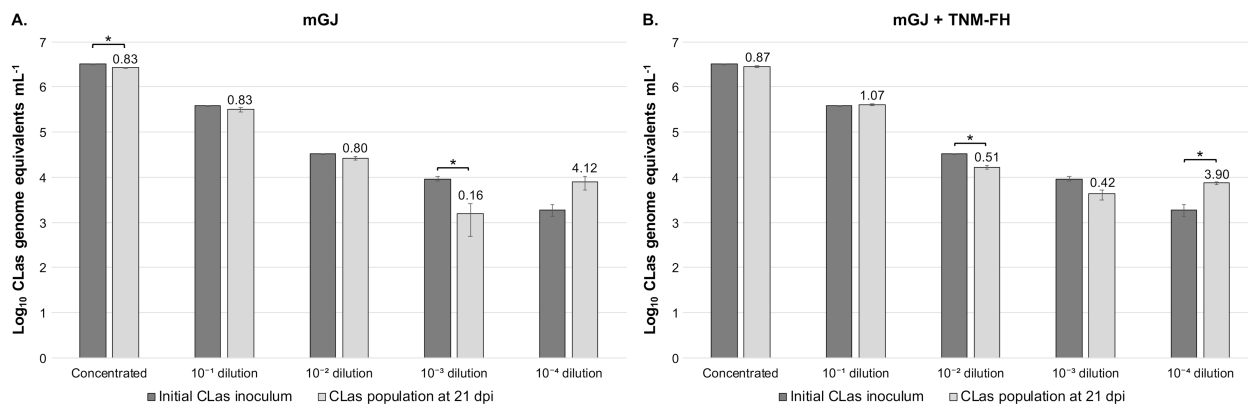 A.
mGJ
Log₁₀ CLas genome equivalents mL⁻¹
7
6
5
4
3
2
1
0
*
0.83
0.83
0.80
*
0.16
4.12
Concentrated
10⁻¹ dilution
10⁻² dilution
10⁻³ dilution
10⁻⁴ dilution
Initial CLas inoculum
CLas population at 21 dpi
B.
mGJ + TNM-FH
Log₁₀ CLas genome equivalents mL⁻¹
7
6
5
4
3
2
1
0
0.87
1.07
*
0.51
0.42
*
3.90
Concentrated
10⁻¹ dilution
10⁻² dilution
10⁻³ dilution
10⁻⁴ dilution
Initial CLas inoculum
CLas population at 21 dpi